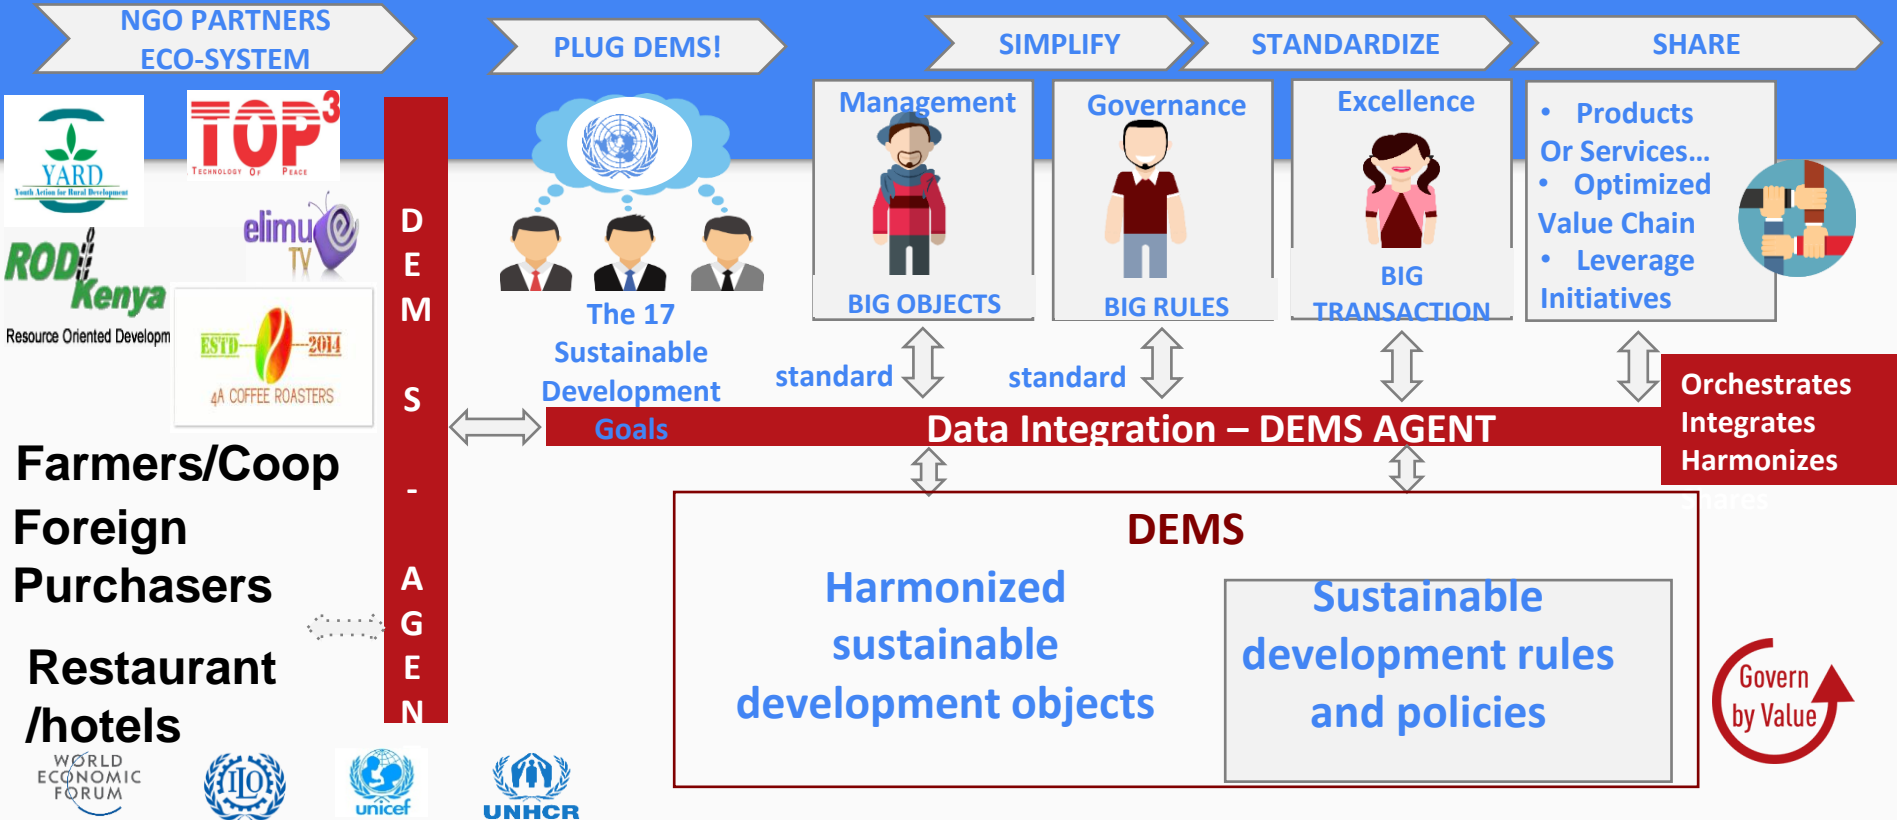 NGO PARTNERS
ECO-SYSTEM
PLUG DEMS!
SIMPLIFY
STANDARDIZE
SHARE
YARD
Youth Action for Rural Development
TOP3
TECHNOLOGY OF PEACE
elimu
TV
RODI
Kenya
Resource Oriented Developm
ESTD
2014
4A COFFEE ROASTERS
Farmers/Coop
Foreign
Purchasers
Restaurant
/hotels
WORLD
ECONOMIC
FORUM
ILO
unicef
UNHCR
D
E
M
S
-
A
G
E
N
The 17
Sustainable
Development
Goals
Management
BIG OBJECTS
Governance
BIG RULES
Excellence
BIG
TRANSACTION
• Products
Or Services...
• Optimized
Value Chain
• Leverage
Initiatives
standard
standard
Data Integration – DEMS AGENT
Orchestrates
Integrates
Harmonizes
Shares
DEMS
Harmonized
sustainable
development objects
Sustainable
development rules
and policies
Govern
by Value